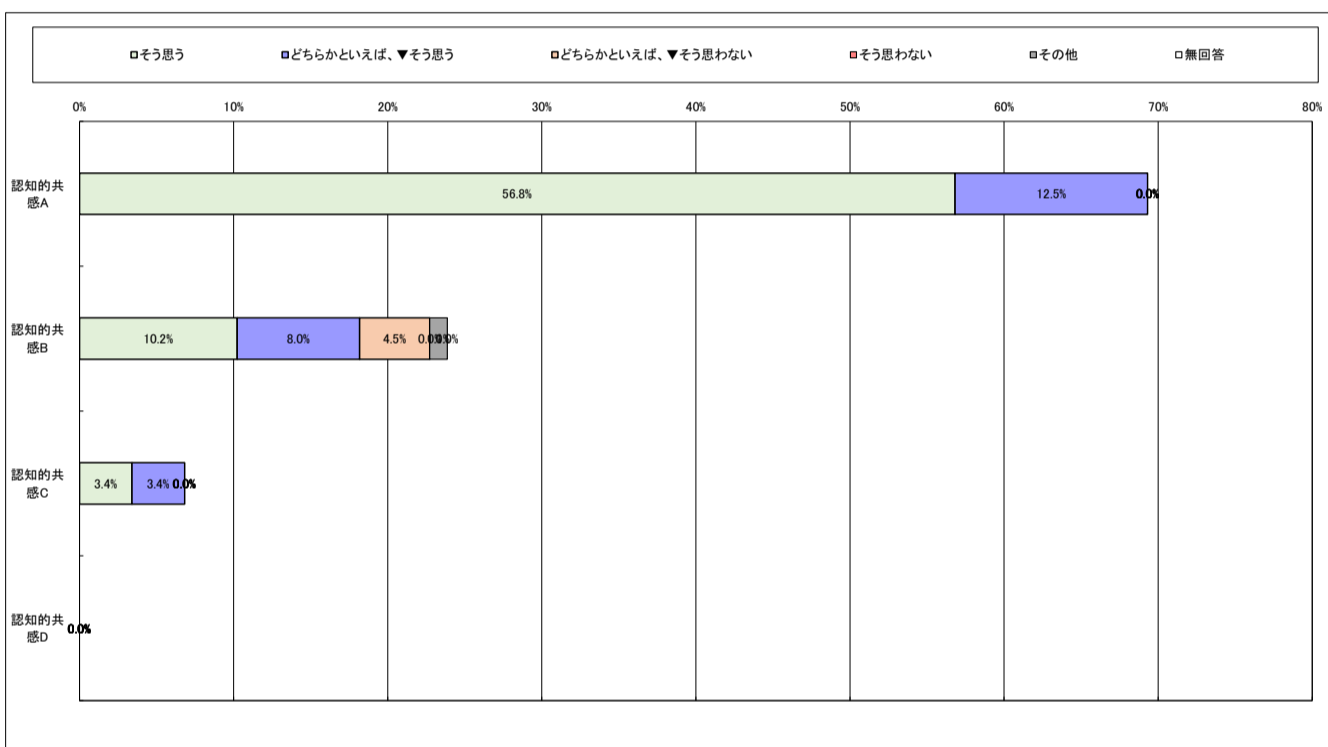 そう思う どちらかといえば、▼そう思う どちらかといえば、▼そう思わない そう思わない その他 無回答
0% 10% 20% 30% 40% 50% 60% 70% 80%
認知的共
感A
56.8% 12.5% 0.0%
認知的共
感B
10.2% 8.0% 4.5% 0.0% 0.0%
認知的共
感C
3.4% 3.4% 0.0%
認知的共
感D
0.0%